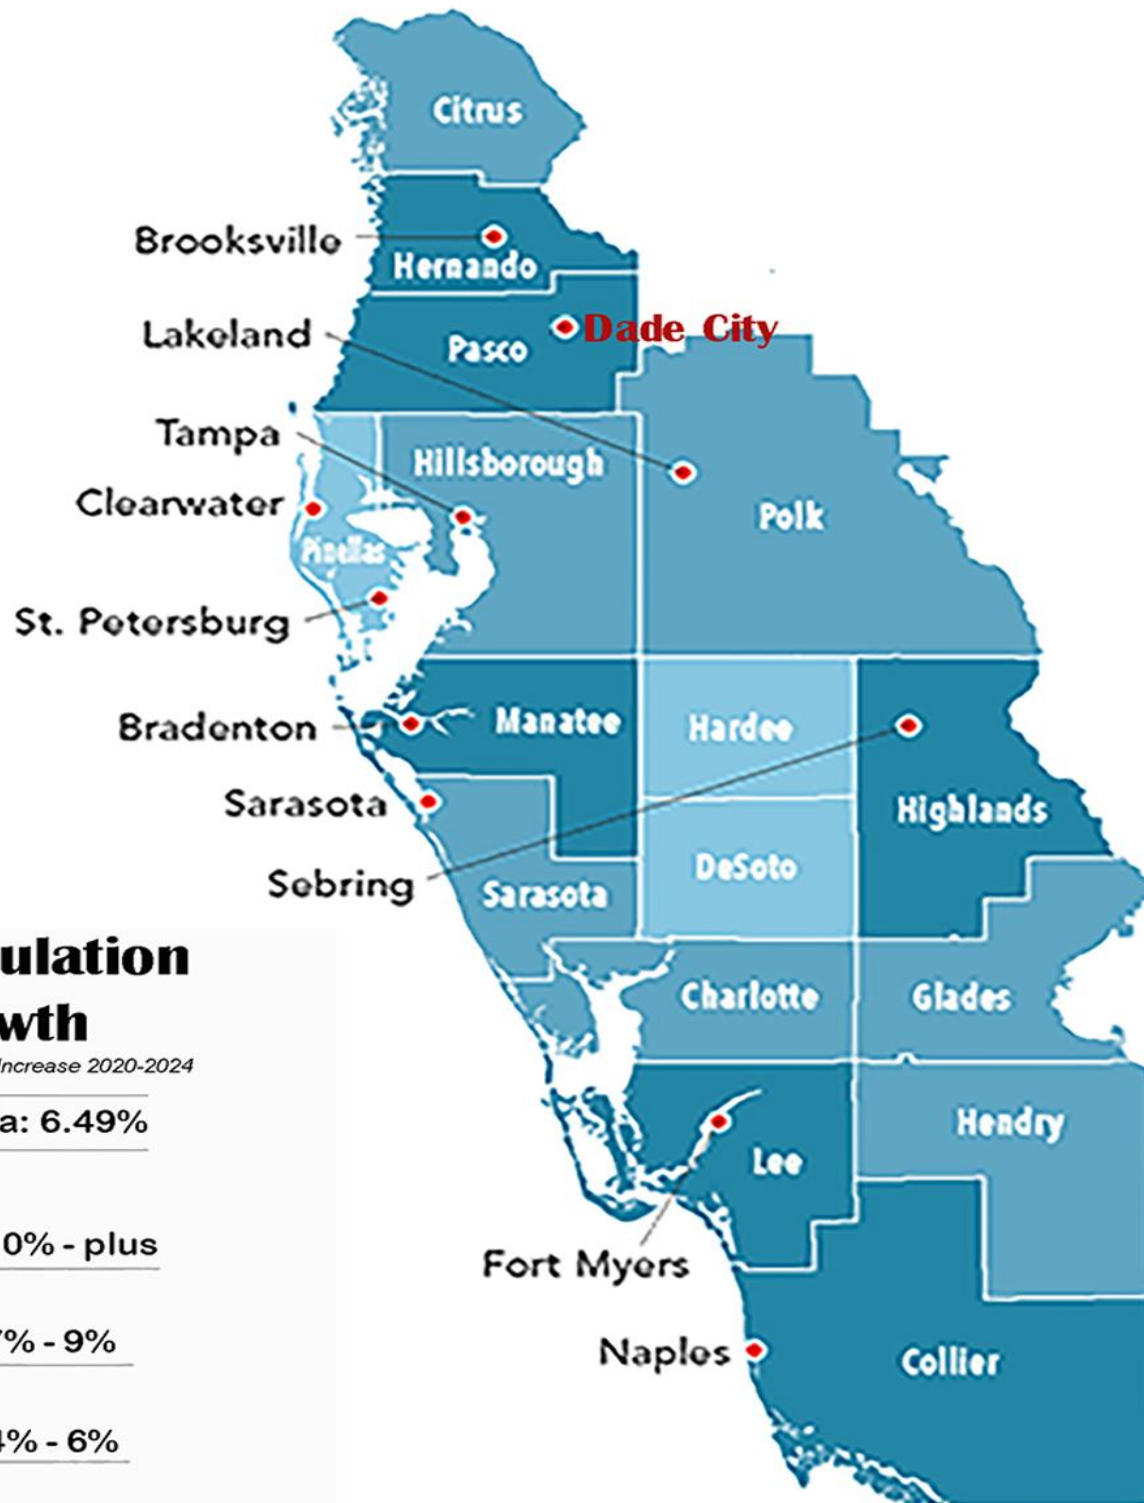 Citrus
Brooksville
Hernando
Lakeland
Dade City
Pasco
Tampa
Hillsborough
Clearwater
Polk
Pinellas
St. Petersburg
Bradenton
Manatee
Hardee
Sarasota
Highlands
DeSoto
Sebring
Sarasota
ulation
wth
Increase 2020-2024
Charlotte
Glades
a: 6.49%
Hendry
Lee
0% - plus
Fort Myers
7% - 9%
Naples
Collier
4% - 6%